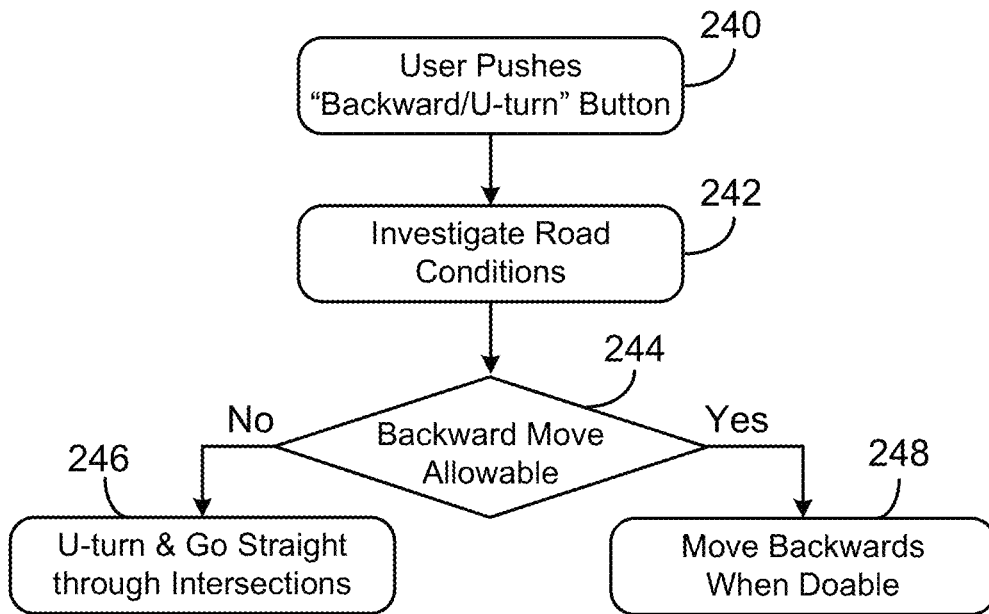 240
User Pushes
“Backward/U-turn” Button
242
Investigate Road
Conditions
244
No
Yes
Backward Move
Allowable
246
248
U-turn & Go Straight
through Intersections
Move Backwards
When Doable